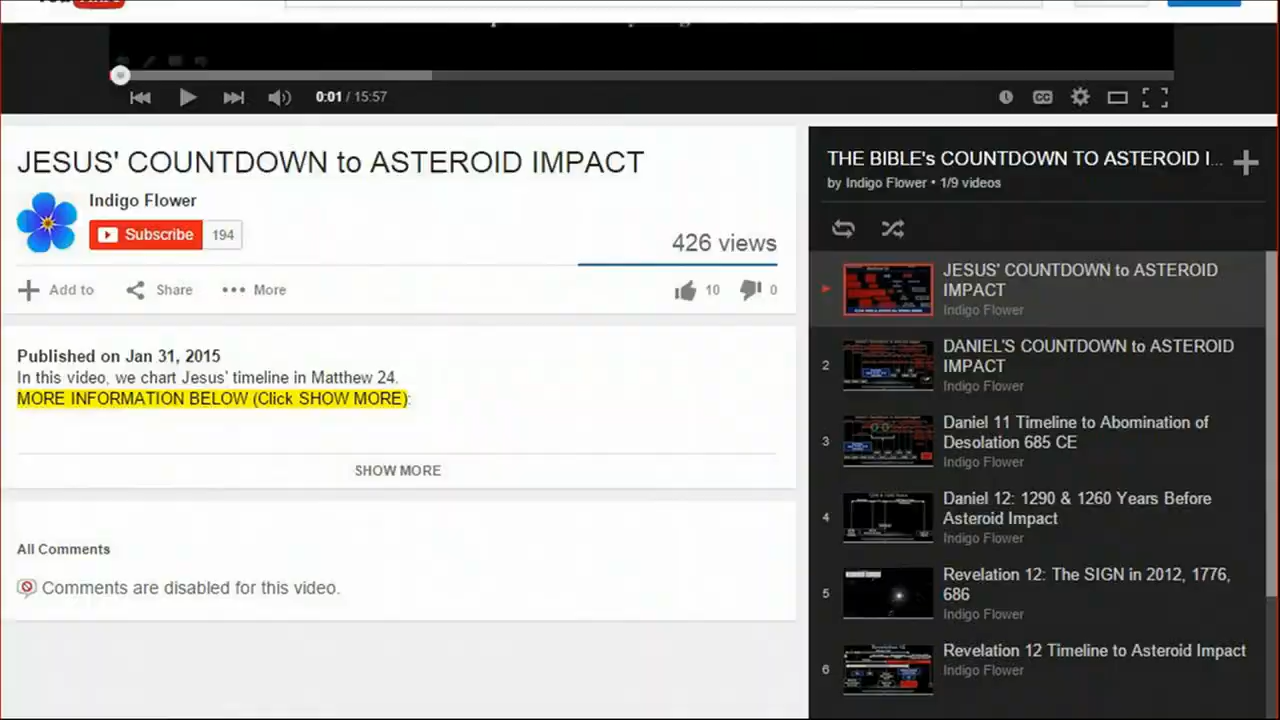 0:01 / 15:57
CC
JESUS' COUNTDOWN to ASTEROID IMPACT
Indigo Flower
Subscribe 194
426 views
Add to Share More 10 0
Published on Jan 31, 2015
In this video, we chart Jesus' timeline in Matthew 24.
MORE INFORMATION BELOW (Click SHOW MORE):
SHOW MORE
All Comments
Comments are disabled for this video.
THE BIBLE's COUNTDOWN TO ASTEROID I...
by Indigo Flower • 1/9 videos
JESUS' COUNTDOWN to ASTEROID
IMPACT
Indigo Flower
2
DANIEL'S COUNTDOWN to ASTEROID
IMPACT
Indigo Flower
3
Daniel 11 Timeline to Abomination of
Desolation 685 CE
Indigo Flower
4
Daniel 12: 1290 & 1260 Years Before
Asteroid Impact
Indigo Flower
5
Revelation 12: The SIGN in 2012, 1776,
686
Indigo Flower
6
Revelation 12 Timeline to Asteroid Impact
Indigo Flower